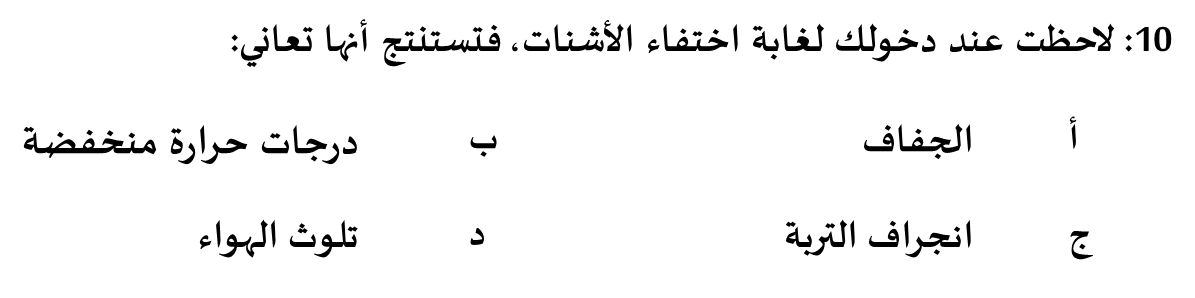 10: لاحظت عند دخولك لغابة اختفاء الأشنات، فتستنتج أنها تعاني:
أ الجفاف ب درجات حرارة منخفضة
ج انجراف التربة د تلوث الهواء